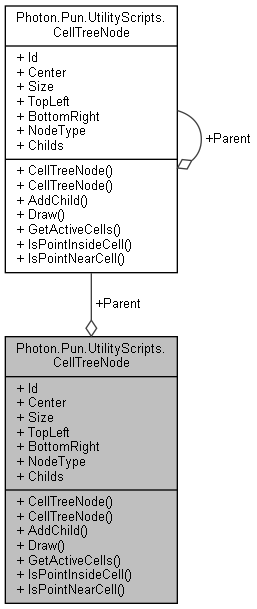 Photon.Pun.UtilityScripts.
CellTreeNode
+ Id
+ Center
+ Size
+ TopLeft
+ BottomRight
+ NodeType
+ Childs
+ CellTreeNode()
+ CellTreeNode()
+ AddChild()
+ Draw()
+ GetActiveCells()
+ IsPointInsideCell()
+ IsPointNearCell()
+Parent
+Parent
Photon.Pun.UtilityScripts.
CellTreeNode
+ Id
+ Center
+ Size
+ TopLeft
+ BottomRight
+ NodeType
+ Childs
+ CellTreeNode()
+ CellTreeNode()
+ AddChild()
+ Draw()
+ GetActiveCells()
+ IsPointInsideCell()
+ IsPointNearCell()